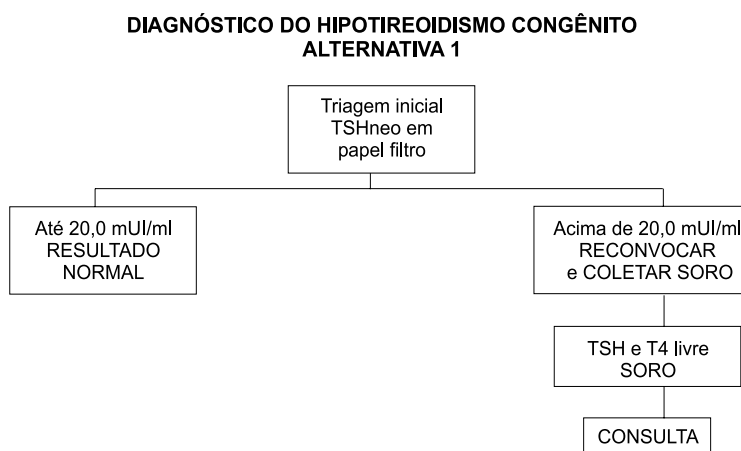 DIAGNÓSTICO DO HIPOTIREOIDISMO CONGÊNITO
ALTERNATIVA 1
Triagem inicial
TSHneo em
papel filtro
Até 20,0 mUI/ml
RESULTADO
NORMAL
Acima de 20,0 mUI/ml
RECONVOCAR
e COLETAR SORO
TSH e T4 livre
SORO
CONSULTA